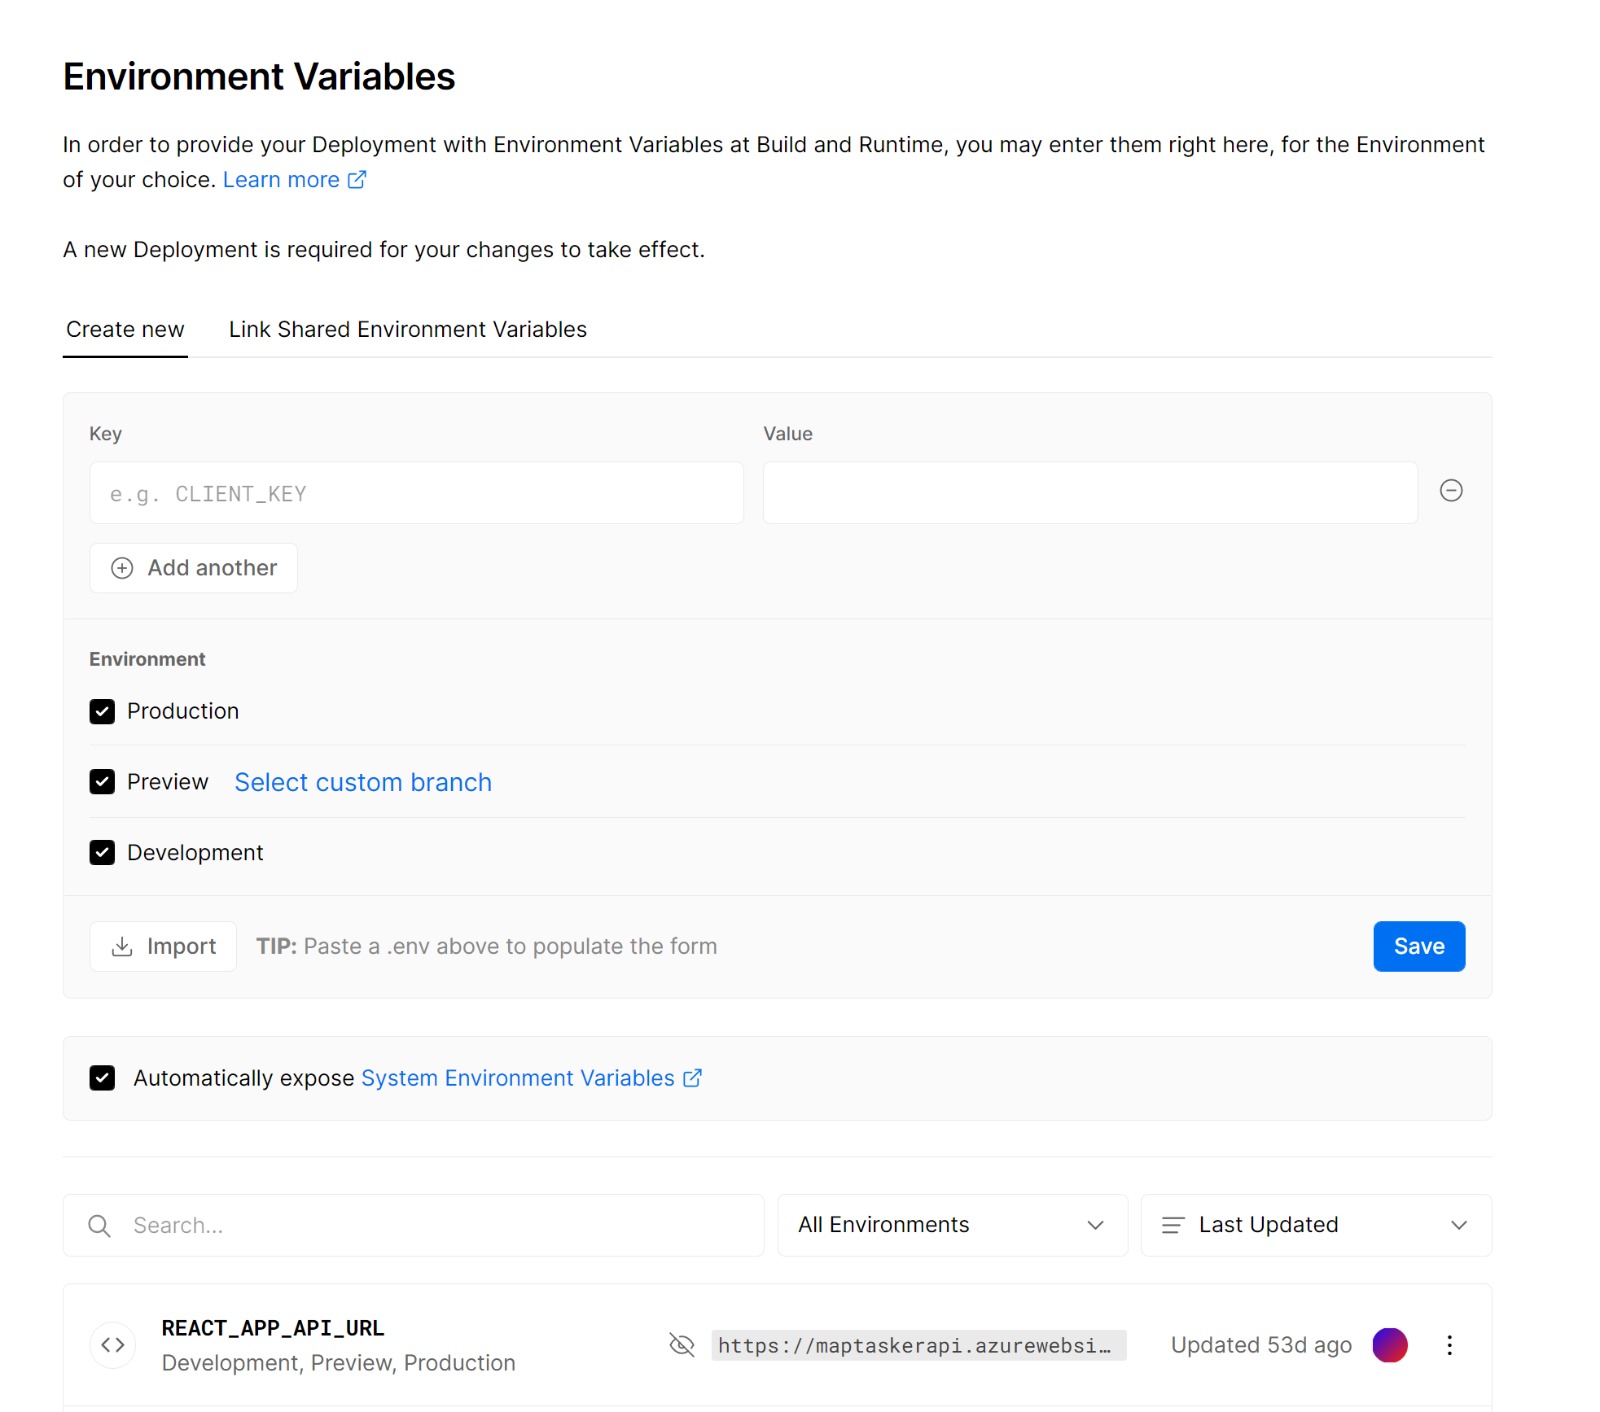 Environment Variables
In order to provide your Deployment with Environment Variables at Build and Runtime, you may enter them right here, for the Environment
of your choice. Learn more
A new Deployment is required for your changes to take effect.
Create new
Link Shared Environment Variables
Key
Value
e.g. CLIENT_KEY
Add another
Environment
Production
Preview Select custom branch
Development
Import
TIP: Paste a .env above to populate the form
Save
Automatically expose System Environment Variables
Search...
All Environments
Last Updated
REACT_APP_API_URL
Development, Preview, Production
https://maptaskerapi.azurewebsi…
Updated 53d ago